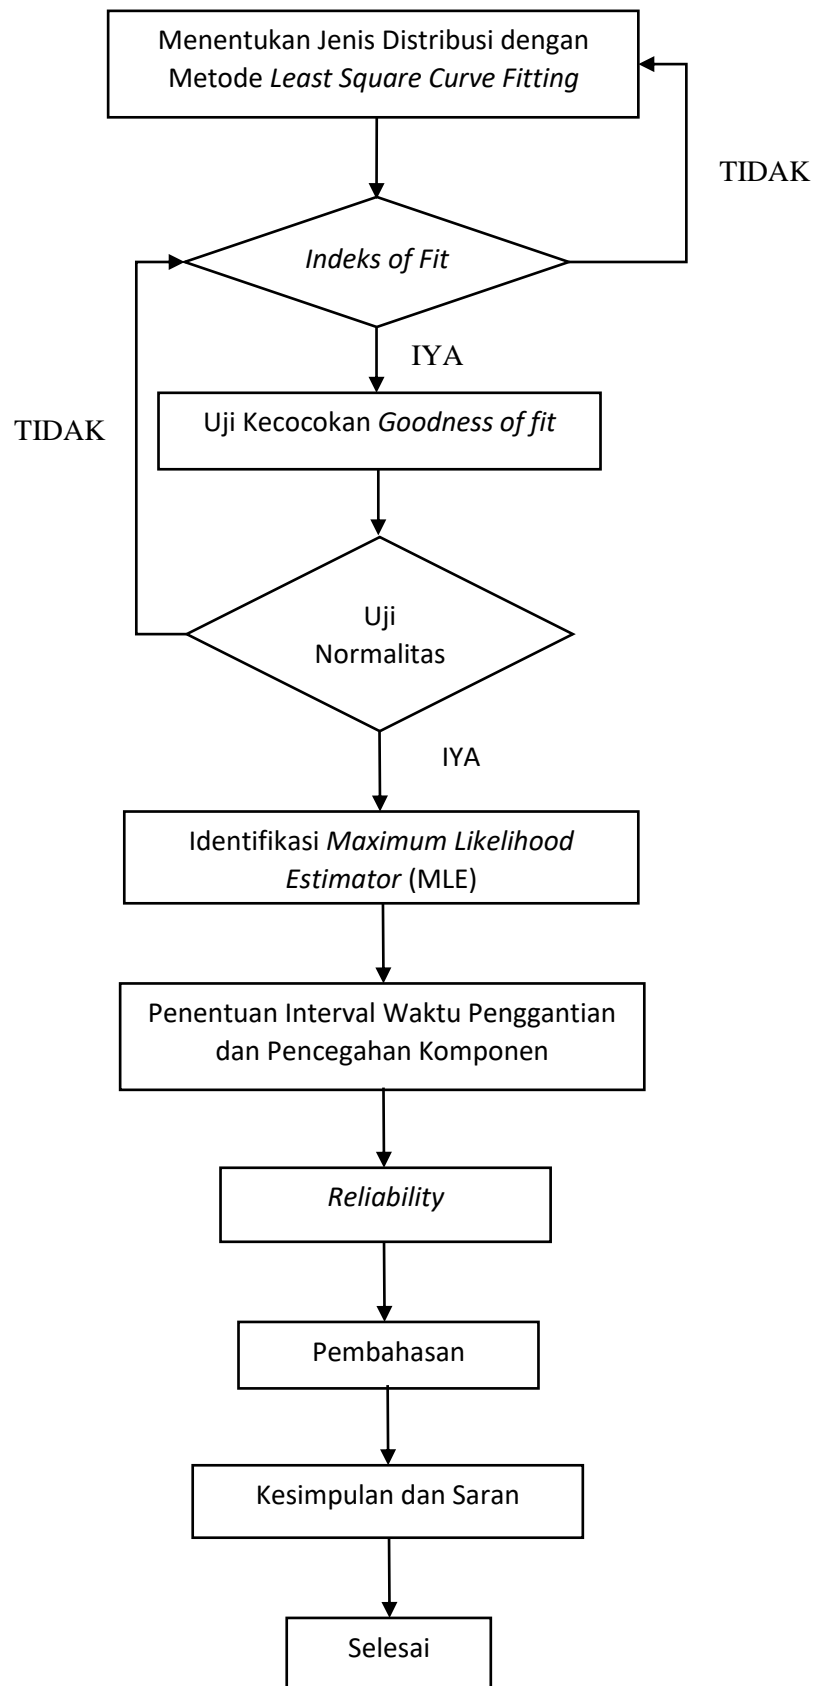 Menentukan Jenis Distribusi dengan
Metode Least Square Curve Fitting
TIDAK
Indeks of Fit
IYA
Uji Kecocokan Goodness of fit
TIDAK
Uji
Normalitas
IYA
Identifikasi Maximum Likelihood
Estimator (MLE)
Penentuan Interval Waktu Penggantian
dan Pencegahan Komponen
Reliability
Pembahasan
Kesimpulan dan Saran
Selesai